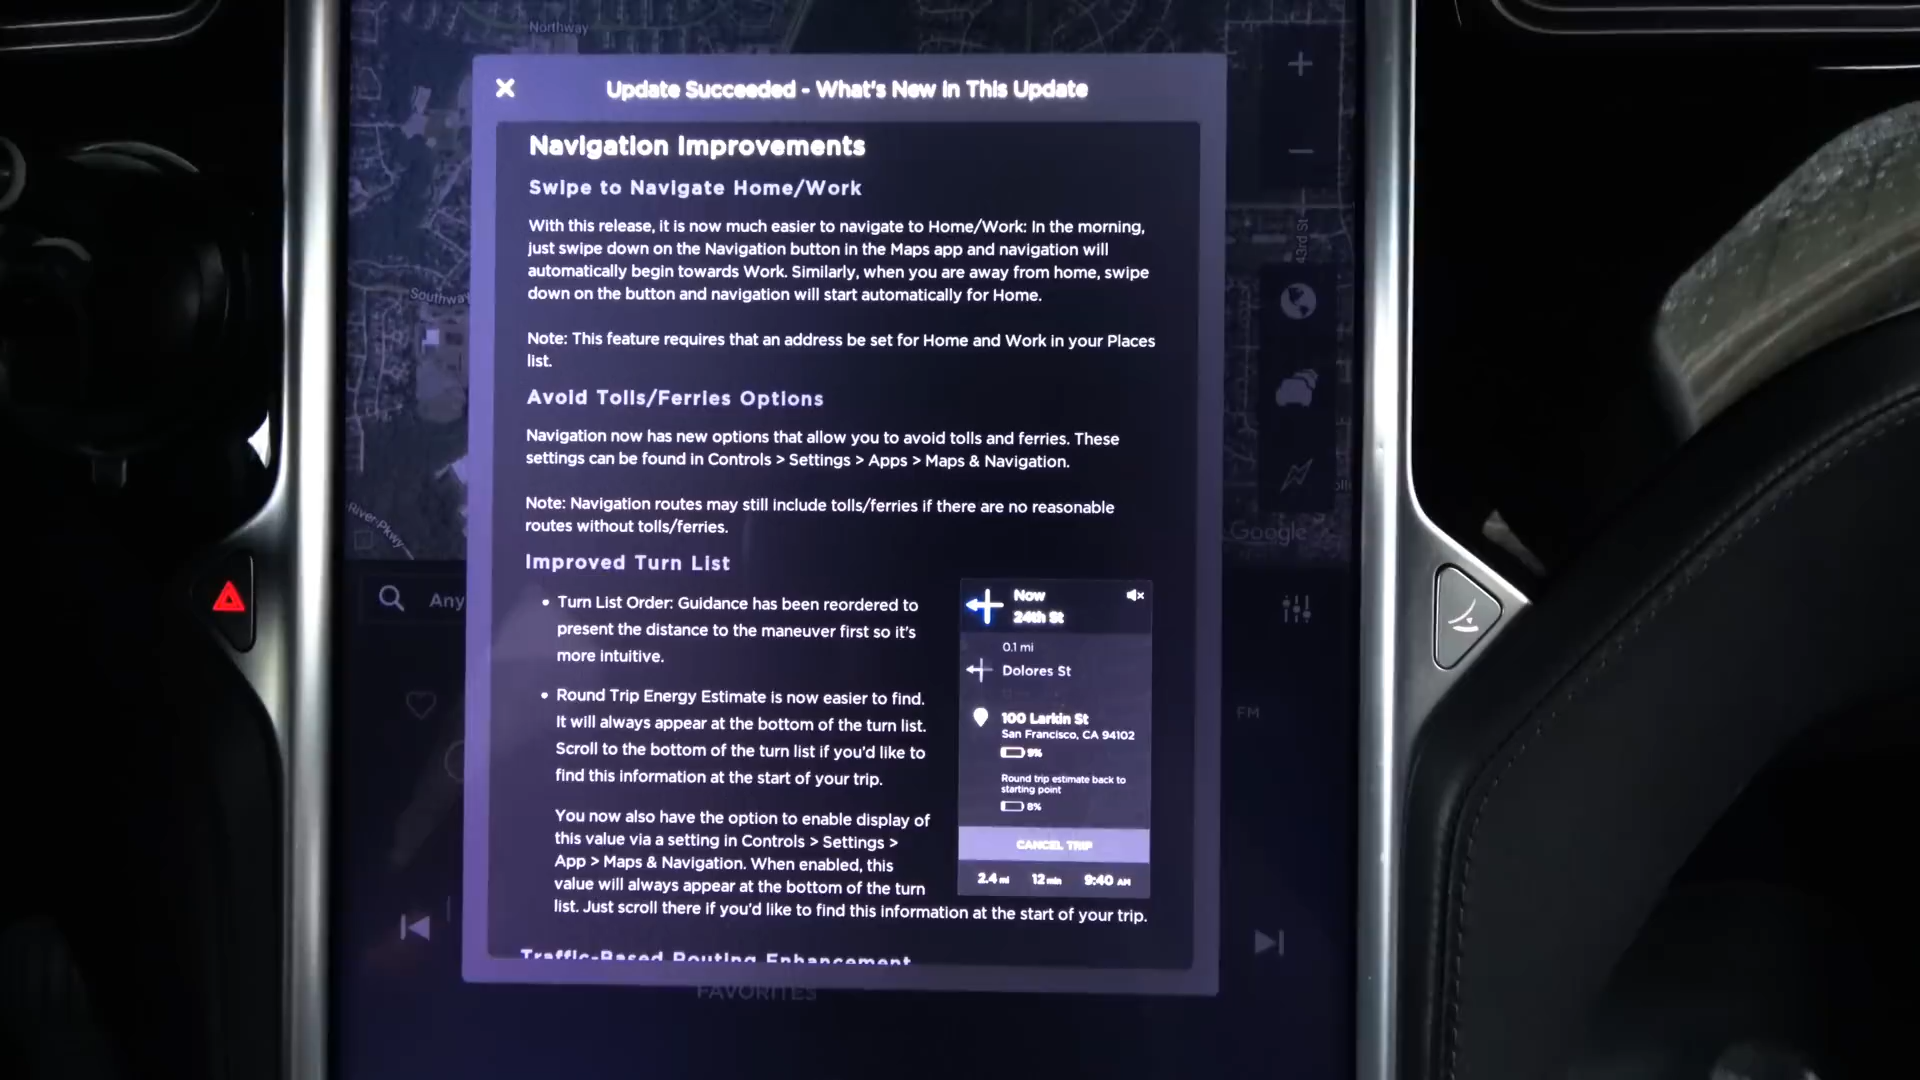 Northway
Update Succeeded - What's New in This Update
Navigation Improvements
Swipe to Navigate Home/Work
With this release, it is now much easier to navigate to Home/Work: In the morning,
just swipe down on the Navigation button in the Maps app and navigation will
automatically begin towards Work. Similarly, when you are away from home, swipe
down on the button and navigation will start automatically for Home.
Note: This feature requires that an address be set for Home and Work in your Places
list.
Avoid Tolls/Ferries Options
Navigation now has new options that allow you to avoid tolls and ferries. These
settings can be found in Controls > Settings > Apps > Maps & Navigation.
Note: Navigation routes may still include tolls/ferries if there are no reasonable
routes without tolls/ferries.
Improved Turn List
• Turn List Order: Guidance has been reordered to
present the distance to the maneuver first so it's
more intuitive.
• Round Trip Energy Estimate is now easier to find.
It will always appear at the bottom of the turn list.
Scroll to the bottom of the turn list if you'd like to
find this information at the start of your trip.
You now also have the option to enable display of
this value via a setting in Controls > Settings >
App > Maps & Navigation. When enabled, this
value will always appear at the bottom of the turn
list. Just scroll there if you'd like to find this information at the start of your trip.
Now
24th St
0.1 mi
Dolores St
100 Larkin St
San Francisco, CA 94102
9%
Round trip estimate back to
starting point
8%
CANCEL TRIP
2.4 mi 12 min 9:40 AM
Traffic-Based Routing Enhancement
43rd St
Southway
River Pkwy
Google
Any
FM
FAVORITES